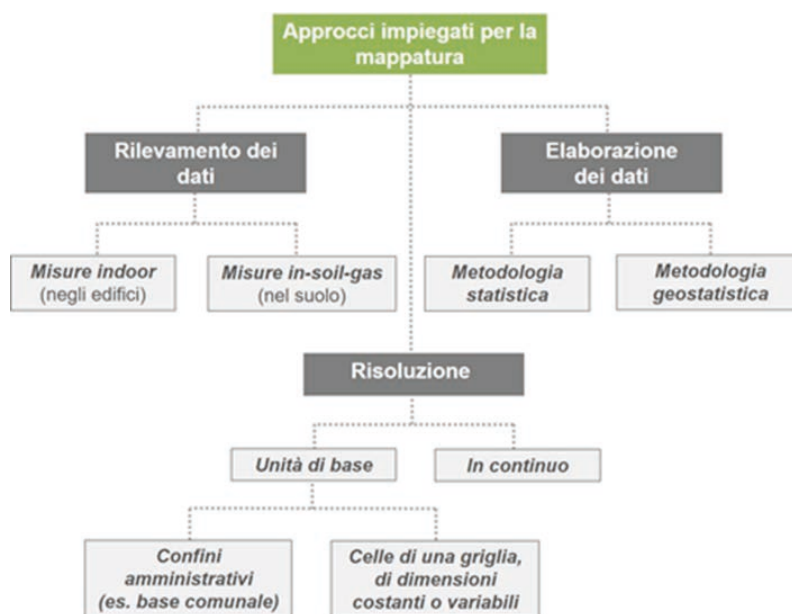 Approcci impiegati per la
mappatura
Rilevamento dei
dati
Elaborazione
dei dati
Misure indoor
(negli edifici)
Misure in-soil-gas
(nel suolo)
Metodologia
statistica
Metodologia
geostatistica
Risoluzione
Unità di base
In continuo
Confini
amministrativi
(es. base comunale)
Celle di una griglia,
di dimensioni
costanti o variabili